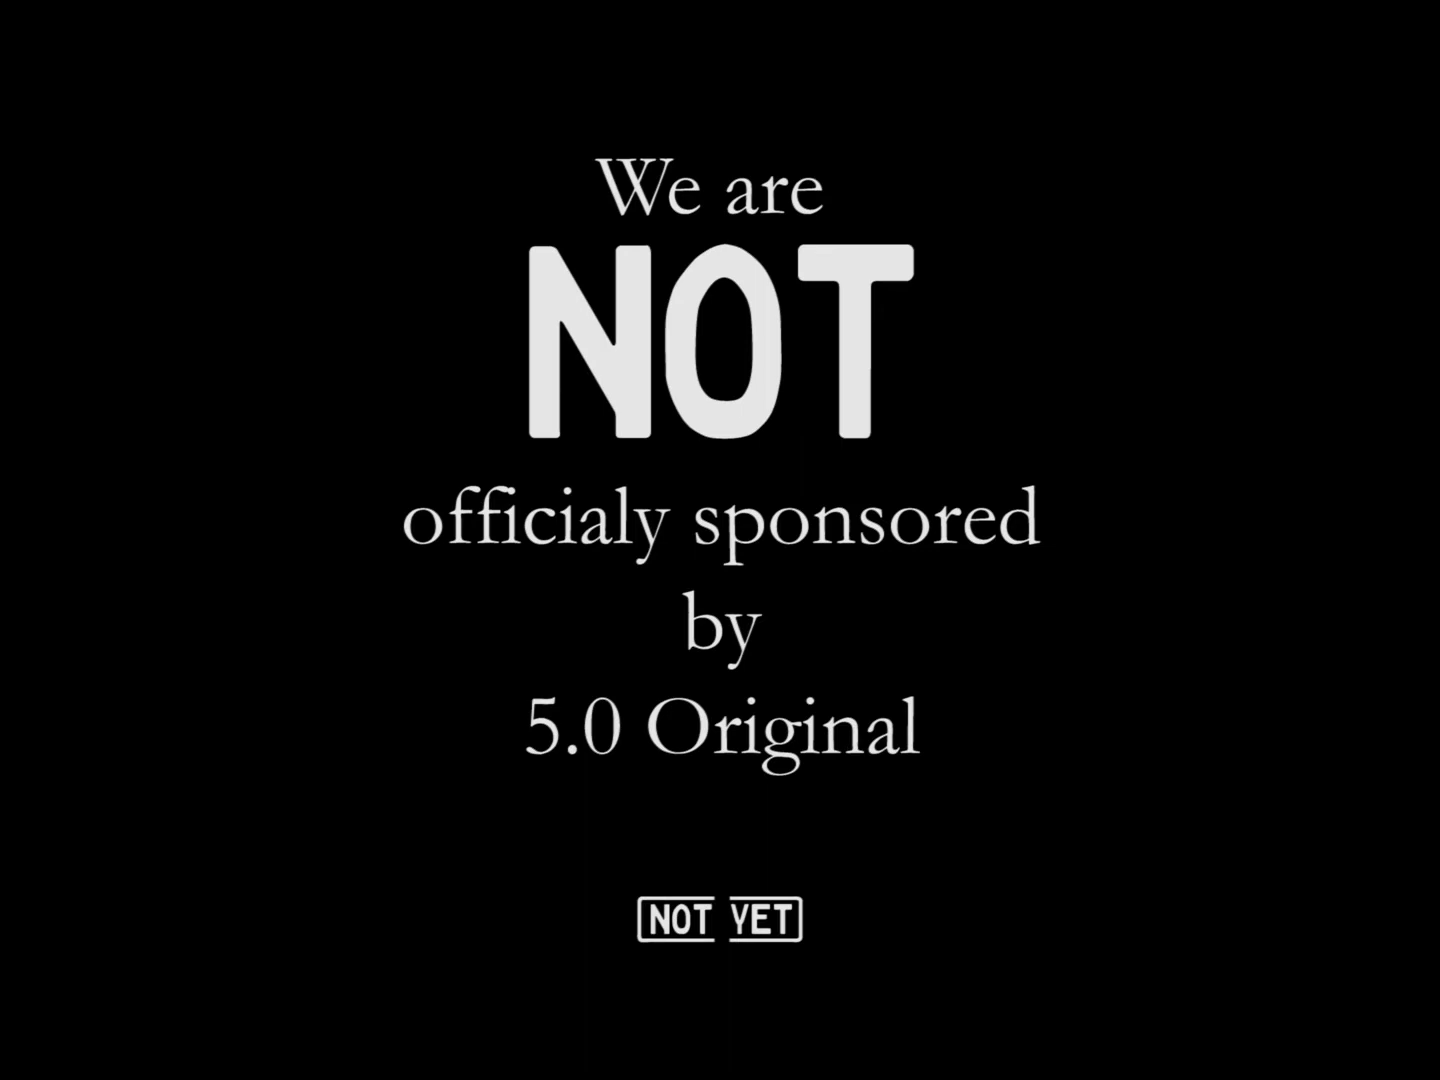 We are
NOT
officialy sponsored
by
5.0 Original
NOT YET